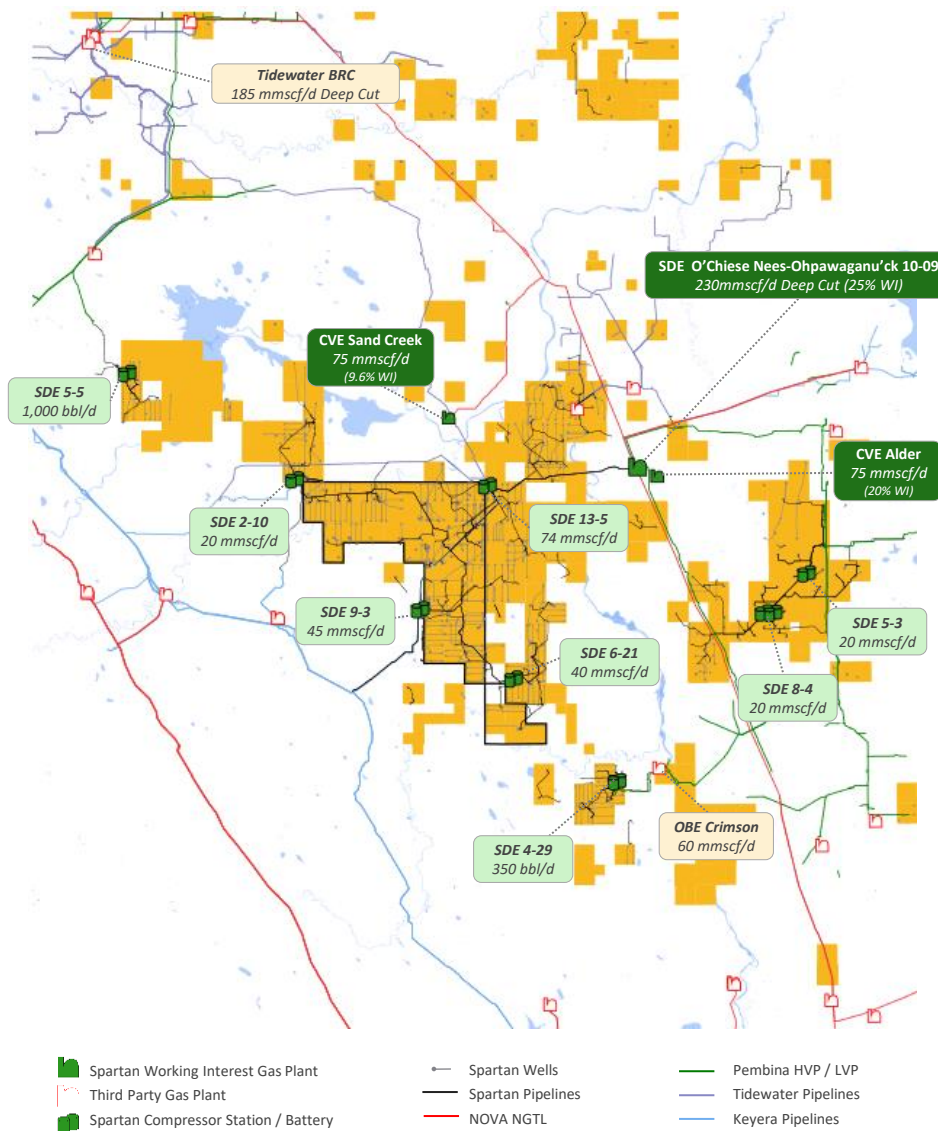 Tidewater BRC
185 mmscf/d Deep Cut
SDE O'Chiese Nees-Ohpawaganu'ck 10-09
230mmscf/d Deep Cut (25% WI)
CVE Sand Creek
75 mmscf/d
(9.6% WI)
SDE 5-5
1,000 bbl/d
CVE Alder
75 mmscf/d
(20% WI)
SDE 2-10
20 mmscf/d
SDE 13-5
74 mmscf/d
SDE 9-3
45 mmscf/d
SDE 5-3
20 mmscf/d
SDE 6-21
40 mmscf/d
SDE 8-4
20 mmscf/d
OBE Crimson
60 mmscf/d
SDE 4-29
350 bbl/d
Spartan Working Interest Gas Plant
Third Party Gas Plant
Spartan Compressor Station / Battery
Spartan Wells
Spartan Pipelines
NOVA NGTL
Pembina HVP / LVP
Tidewater Pipelines
Keyera Pipelines